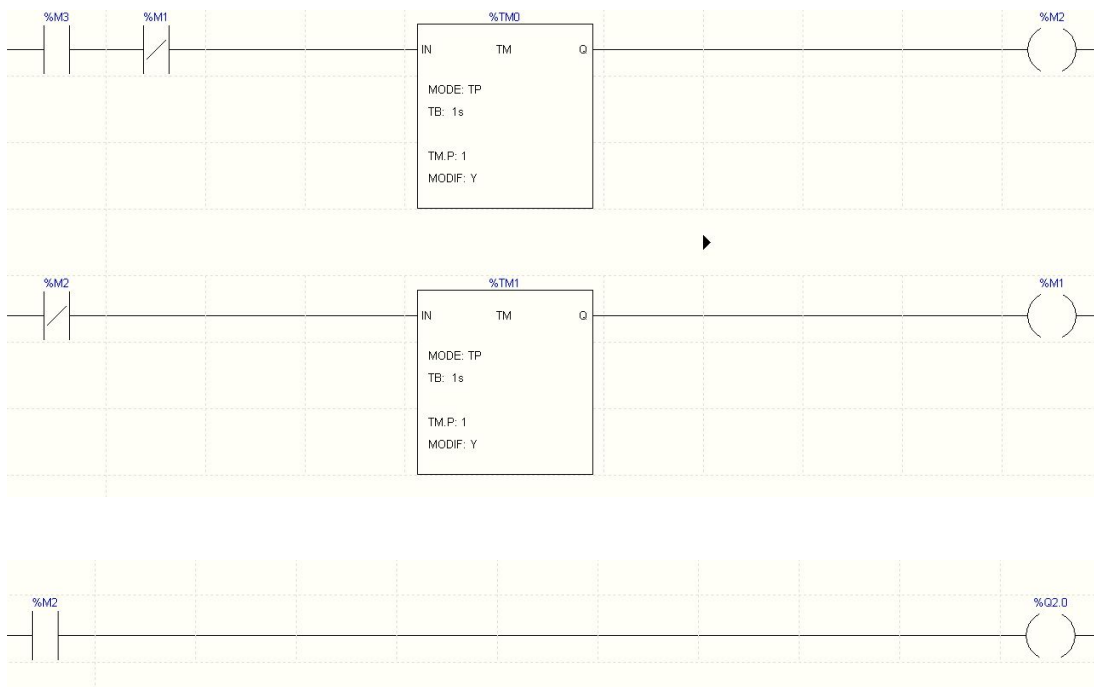 %M3 %M1 %TM0 %M2
IN TM Q
MODE: TP
TB: 1s
TM.P: 1
MODIF: Y
%M2 %TM1 %M1
IN TM Q
MODE: TP
TB: 1s
TM.P: 1
MODIF: Y
%M2 %Q2.0